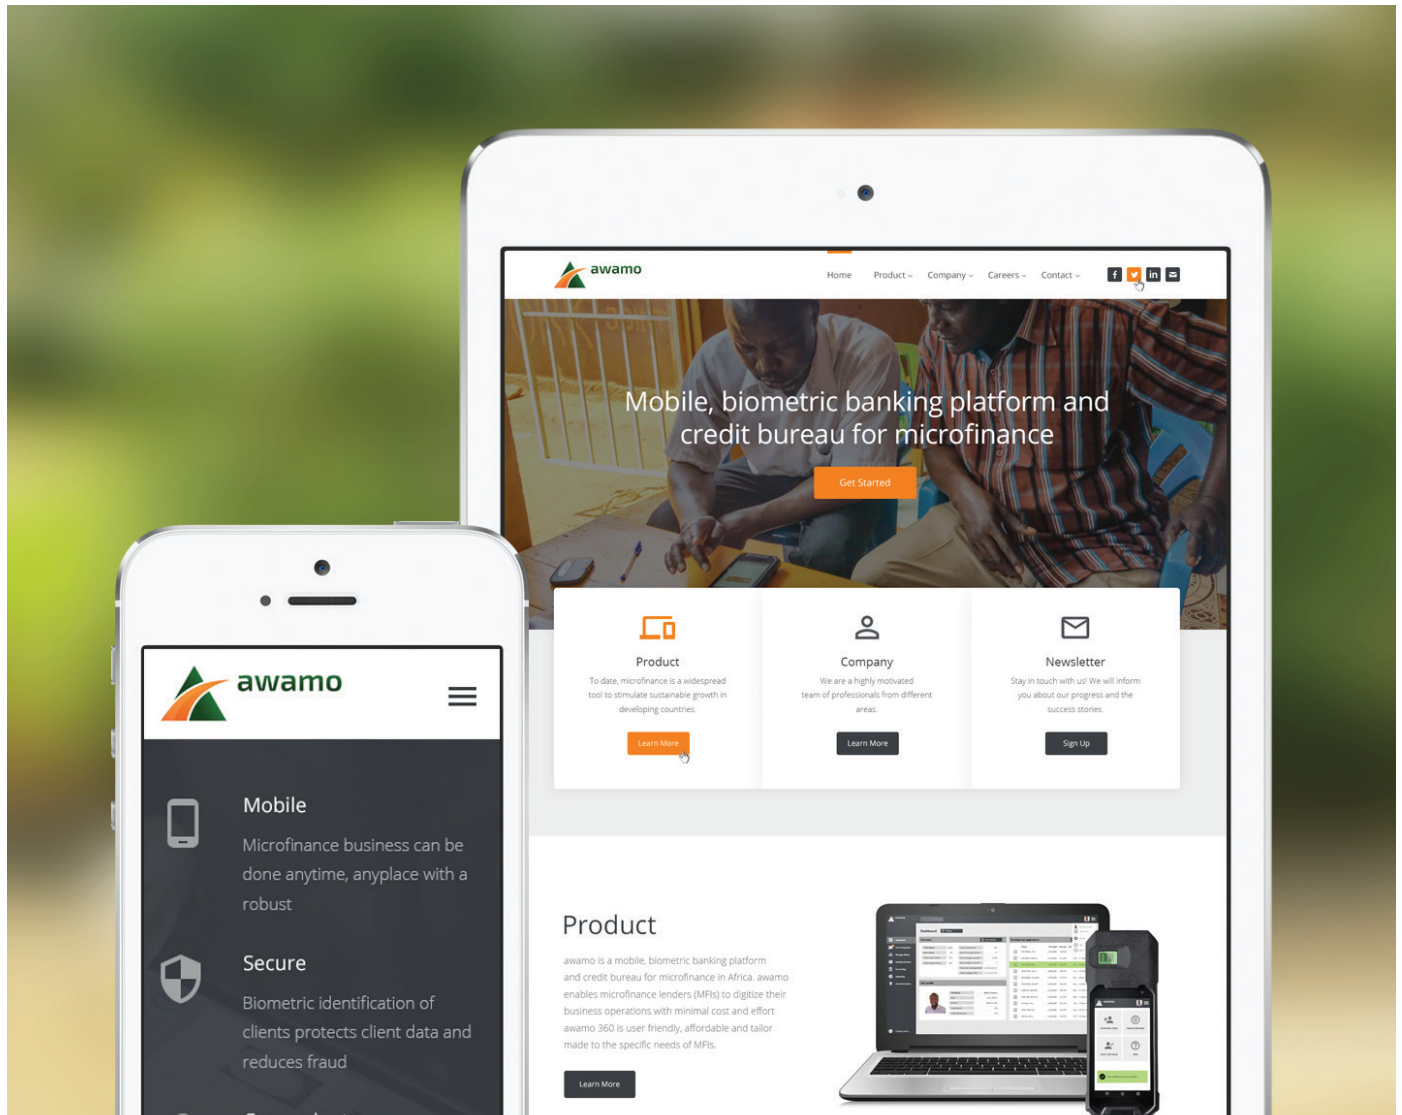 awamo
Home Product Company Careers Contact
Mobile, biometric banking platform and
credit bureau for microfinance
Get Started
Product
To date, microfinance is a widespread
tool to stimulate sustainable growth in
developing countries.
Learn More
Company
We are a highly motivated
team of professionals from different
areas.
Learn More
Newsletter
Stay in touch with us! We will inform
you about our progress and the
success stories.
Sign Up
Product
awamo is a mobile, biometric banking platform
and credit bureau for microfinance in Africa. awamo
enables microfinance lenders (MFIs) to digitize their
business operations with minimal cost and effort
awamo 360 is user friendly, affordable and tailor
made to the specific needs of MFIs.
Learn More
Dashboard
awamo
Mobile
Microfinance business can be
done anytime, anyplace with a
robust
Secure
Biometric identification of
clients protects client data and
reduces fraud